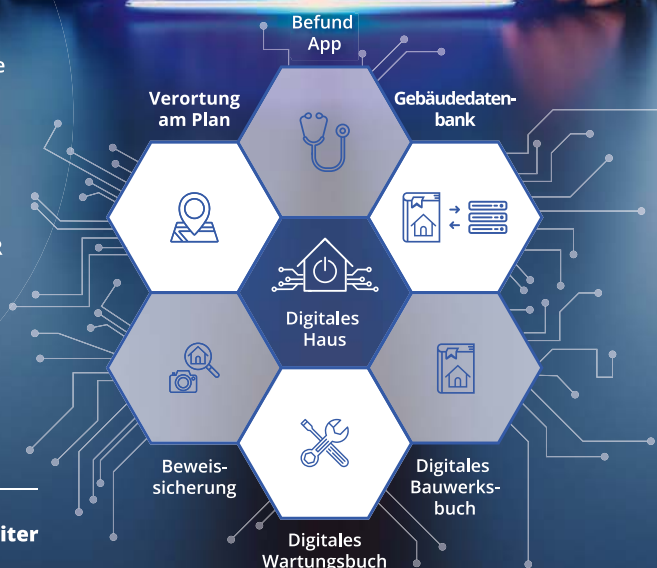 Befund
App
e
Verortung
am Plan
Gebäudedaten-
bank
R
Digitales
Haus
Beweis-
sicherung
Digitales
Bauwerks-
buch
iter
Digitales
Wartungsbuch